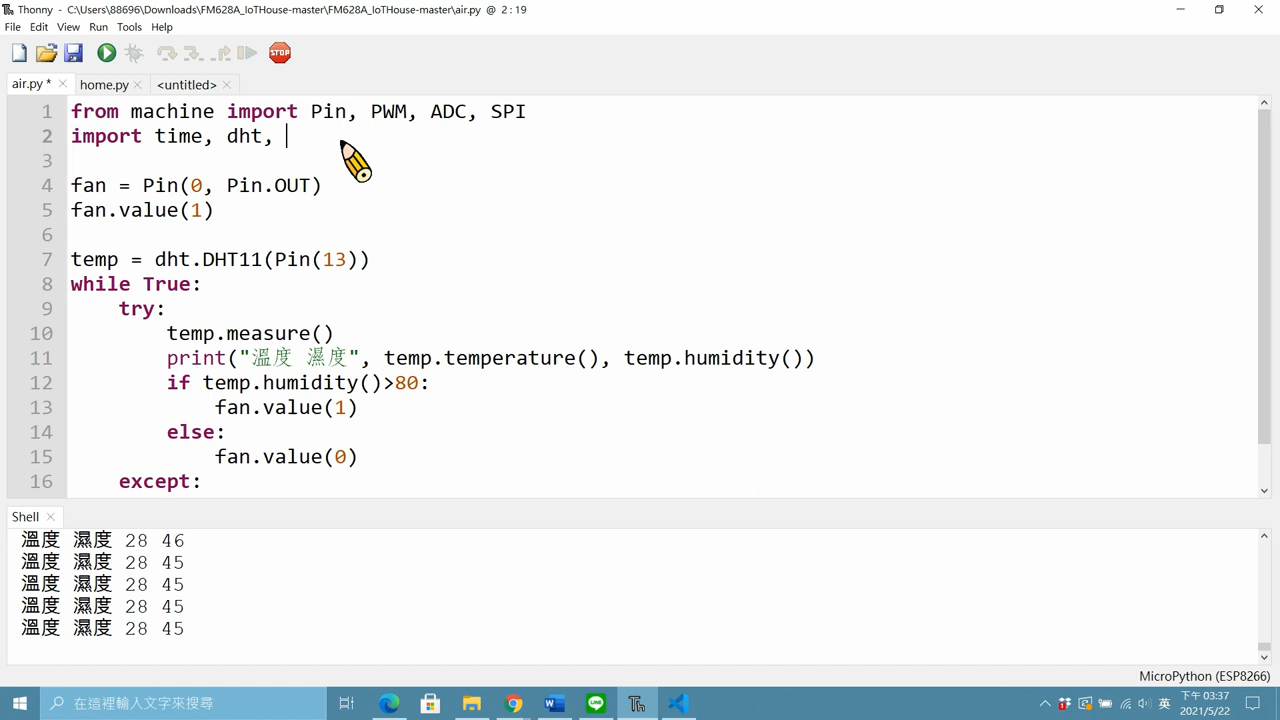 Thonny - C:\Users\88696\Downloads\FM628A_IoTHouse-master\FM628A_IoTHouse-master\air.py @ 2 : 19
File Edit View Run Tools Help
STOP
air.py * home.py <untitled>
1 from machine import Pin, PWM, ADC, SPI
2 import time, dht,
3
4 fan = Pin(0, Pin.OUT)
5 fan.value(1)
6
7 temp = dht.DHT11(Pin(13))
8 while True:
9 try:
10 temp.measure()
11 print("溫度 濕度", temp.temperature(), temp.humidity())
12 if temp.humidity()>80:
13 fan.value(1)
14 else:
15 fan.value(0)
16 except:
Shell
溫度 濕度 28 46
溫度 濕度 28 45
溫度 濕度 28 45
溫度 濕度 28 45
溫度 濕度 28 45
MicroPython (ESP8266)
在這裡輸入文字來搜尋
英
下午 03:37
2021/5/22